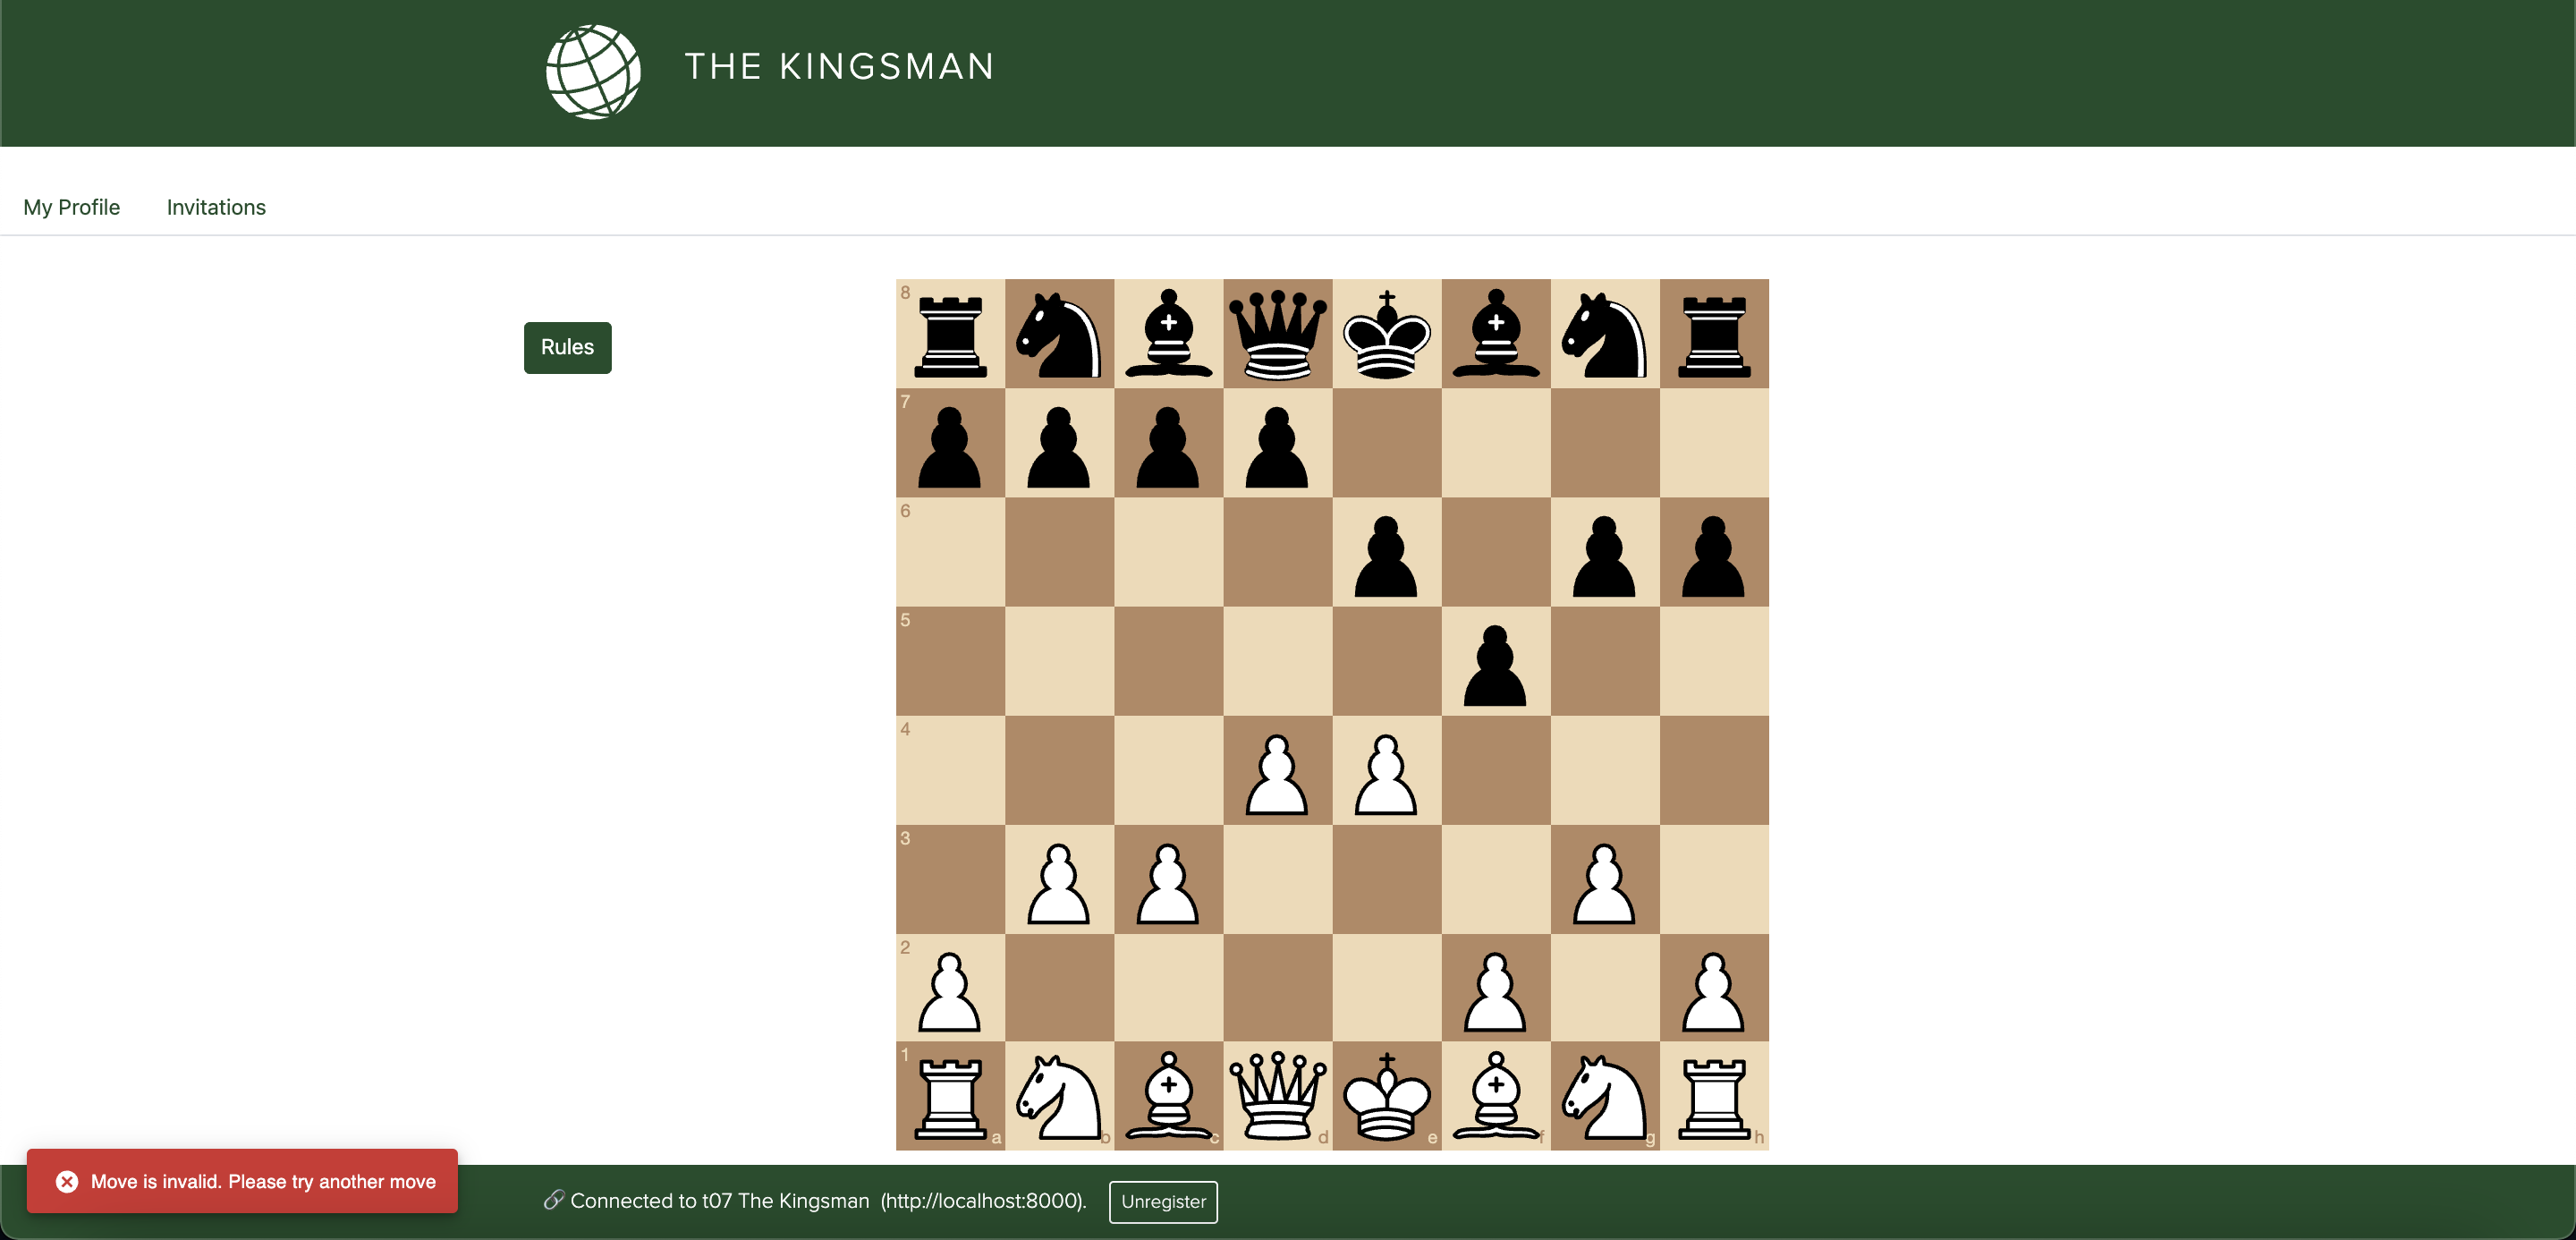 THE KINGSMAN
My Profile Invitations
Rules
8
7
6
5
4
3
2
1
a b c d e f g h
Move is invalid. Please try another move
Connected to t07 The Kingsman (http://localhost:8000). Unregister